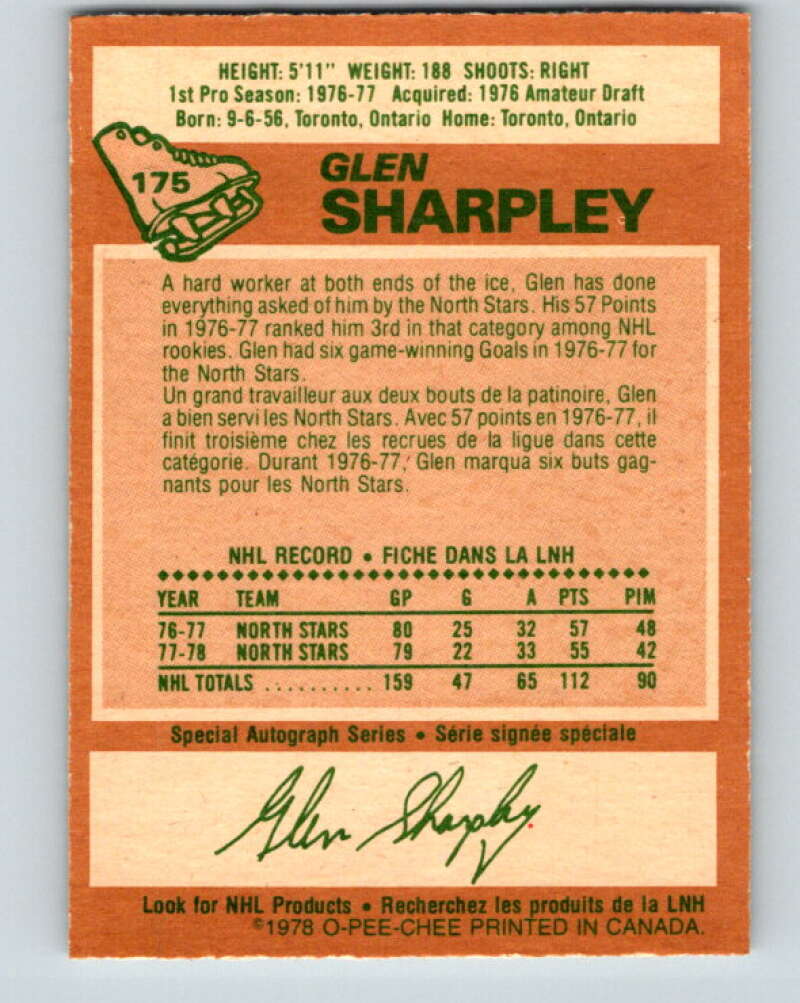 HEIGHT: 5'11" WEIGHT: 188 SHOOTS: RIGHT
1st Pro Season: 1976-77 Acquired: 1976 Amateur Draft
Born: 9-6-56, Toronto, Ontario Home: Toronto, Ontario
175
GLEN
SHARPLEY
A hard worker at both ends of the ice, Glen has done
everything asked of him by the North Stars. His 57 Points
in 1976-77 ranked him 3rd in that category among NHL
rookies. Glen had six game-winning Goals in 1976-77 for
the North Stars.
Un grand travailleur aux deux bouts de la patinoire, Glen
a bien servi les North Stars. Avec 57 points en 1976-77, il
finit troisième chez les recrues de la ligue dans cette
catégorie. Durant 1976-77, Glen marqua six buts gag-
nants pour les North Stars.
NHL RECORD • FICHE DANS LA LNH
YEAR TEAM GP G A PTS PIM
76-77 NORTH STARS 80 25 32 57 48
77-78 NORTH STARS 79 22 33 55 42
NHL TOTALS .......... 159 47 65 112 90
Special Autograph Series • Série signée spéciale
Glen Sharpley
Look for NHL Products • Recherchez les produits de la LNH
©1978 O-PEE-CHEE PRINTED IN CANADA.